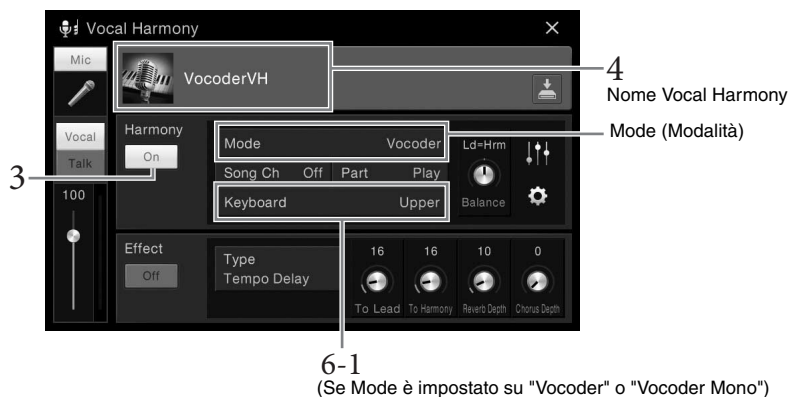 Vocal Harmony
Mic
VocoderVH
4
Nome Vocal Harmony
Vocal
Talk
Harmony
On
Mode Vocoder
Mode (Modalità)
Song Ch Off Part Play
Keyboard Upper
Ld=Hrm
Balance
3
100
Effect
Off
Type
Tempo Delay
16 16 10 0
To Lead To Harmony Reverb Depth Chorus Depth
6-1
(Se Mode è impostato su "Vocoder" o "Vocoder Mono")